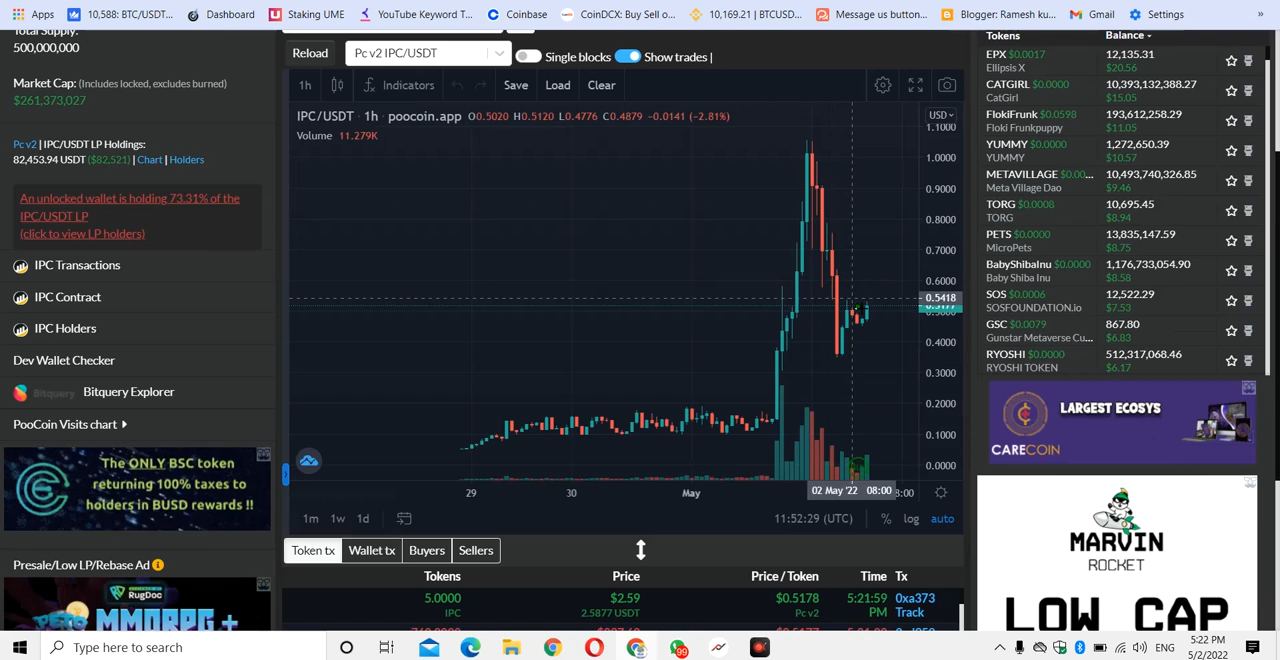 Apps
10,588: BTC/USDT...
Dashboard
Staking UME
YouTube Keyword T...
Coinbase
CoinDCX: Buy Sell o...
10,169.21 | BTCUSD...
Message us button...
Blogger: Ramesh ku...
Gmail
Settings
»
Total Supply:
500,000,000
Market Cap: (Includes locked, excludes burned)
$261,373,027
Pc v2 | IPC/USDT LP Holdings:
82,453.94 USDT ($82,521) | Chart | Holders
An unlocked wallet is holding 73.31% of the
IPC/USDT LP
(click to view LP holders)
IPC Transactions
IPC Contract
IPC Holders
Dev Wallet Checker
Bitquery Bitquery Explorer
PooCoin Visits chart
The ONLY BSC token
returning 100% taxes to
holders in BUSD rewards !!
Presale/Low LP/Rebase Ad
RugDoc
MMORPG +
Reload
Pc v2 IPC/USDT
Single blocks
Show trades |
1h
Indicators
Save
Load
Clear
IPC/USDT · 1h · poocoin.app O0.5020 H0.5120 L0.4776 C0.4879 -0.0141 (-2.81%)
Volume 11.279K
USD
1.1000
1.0000
0.9000
0.8000
0.7000
0.6000
0.5418
0.5177
0.5000
0.4000
0.3000
0.2000
0.1000
0.0000
29
30
May
02 May '22 08:00
8:00
1m 1w 1d
11:52:29 (UTC)
% log auto
Token tx
Wallet tx
Buyers
Sellers
Tokens Price Price / Token Time Tx
5.0000 $2.59 $0.5178 5:21:59 0xa373
IPC 2.5877 USDT Pc v2 PM Track
Tokens Balance
EPX $0.0017 12,135.31
Ellipsis X $20.56
CATGIRL $0.0000 10,393,132,388.27
CatGirl $15.05
FlokiFrunk $0.0598 193,612,258.29
Floki Frunkpuppy $11.05
YUMMY $0.0000 1,272,650.39
YUMMY $10.57
METAVILLAGE $0.00... 10,493,740,326.85
Meta Village Dao $9.46
TORG $0.0008 10,695.45
TORG $8.94
PETS $0.0000 13,835,147.59
MicroPets $8.75
BabyShibaInu $0.0000 1,176,733,054.90
Baby Shiba Inu $8.58
SOS $0.0006 12,522.29
SOSFOUNDATION.io $7.53
GSC $0.0079 867.80
Gunstar Metaverse Cu... $6.83
RYOSHI $0.0000 512,317,068.46
RYOSHI TOKEN $6.17
LARGEST ECOSYS
CARECOIN
MARVIN
ROCKET
LOW CAP
Type here to search
99
ENG
5:22 PM
5/2/2022